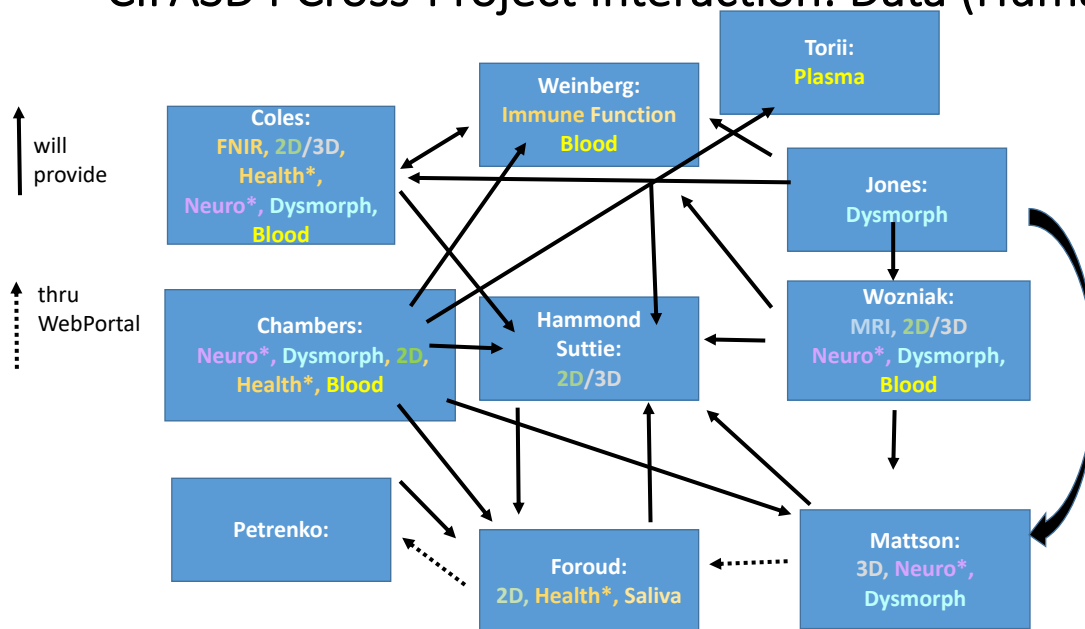 Torii:
Plasma
Weinberg:
Immune Function
Blood
Coles:
FNIR, 2D/3D,
Health*,
Neuro*, Dysmorph,
Blood
will
provide
Jones:
Dysmorph
thru
WebPortal
Chambers:
Neuro*, Dysmorph, 2D,
Health*, Blood
Hammond
Suttie:
2D/3D
Wozniak:
MRI, 2D/3D
Neuro*, Dysmorph,
Blood
Petrenko:
Foroud:
2D, Health*, Saliva
Mattson:
3D, Neuro*,
Dysmorph